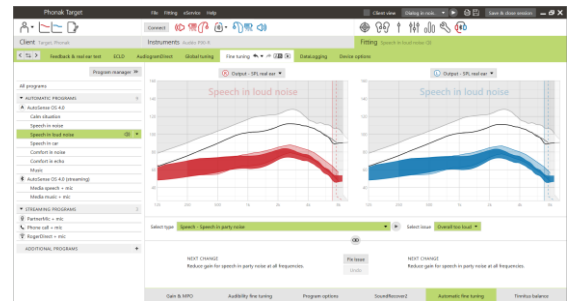 Phonak Target
File Fitting eService Help
Client view Dialog in nois.. Save & close session
Connect
Client Target, Phonak
Instruments
Fitting Speech in loud noise
Feedback & real ear test ECLD AudiogramDirect Global tuning Fine tuning DataLogging Device options
Program manager
All programs
AUTOMATIC PROGRAMS
AutoSense OS 4.0
Calm situation
Speech in noise
Speech in loud noise
Speech in car
Comfort in noise
Comfort in echo
Music
AutoSense OS 4.0 (streaming)
Media speech + mic
Media music + mic
STREAMING PROGRAMS
PartnerMic + mic
Phone call + mic
RogerDirect + mic
ADDITIONAL PROGRAMS +
R Output - SPL real ear
L Output - SPL real ear
Speech in loud noise
Speech in loud noise
Select type Speech - Speech in party noise + Select issue Overall too loud
NEXT CHANGE
Reduce gain for speech in party noise at all frequencies.
Fix issue
Undo
NEXT CHANGE
Reduce gain for speech in party noise at all frequencies.
Gain & MPO Audibility fine tuning Program options SoundRecover2 Automatic fine tuning Tinnitus balance